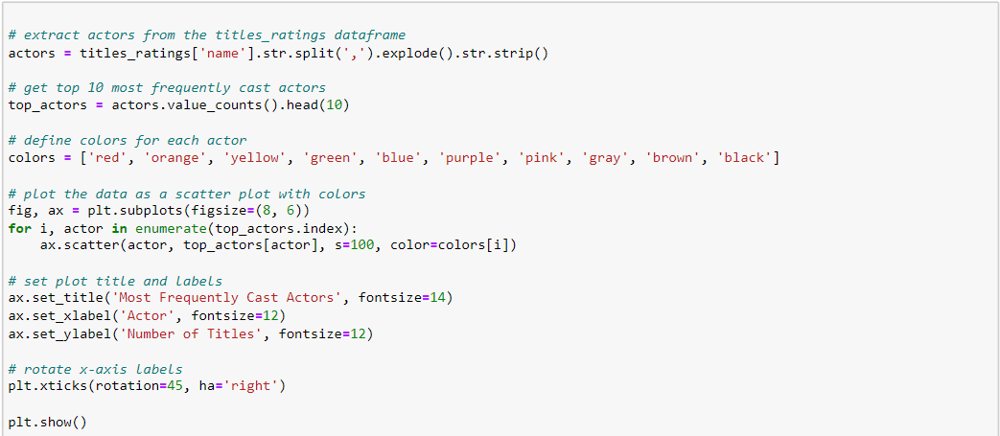 # extract actors from the titles_ratings dataframe
actors = titles_ratings['name'].str.split(',').explode().str.strip()
# get top 10 most frequently cast actors
top_actors = actors.value_counts().head(10)
# define colors for each actor
colors = ['red', 'orange', 'yellow', 'green', 'blue', 'purple', 'pink', 'gray', 'brown', 'black']
# plot the data as a scatter plot with colors
fig, ax = plt.subplots(figsize=(8, 6))
for i, actor in enumerate(top_actors.index):
    ax.scatter(actor, top_actors[actor], s=100, color=colors[i])
# set plot title and labels
ax.set_title('Most Frequently Cast Actors', fontsize=14)
ax.set_xlabel('Actor', fontsize=12)
ax.set_ylabel('Number of Titles', fontsize=12)
# rotate x-axis labels
plt.xticks(rotation=45, ha='right')
plt.show()